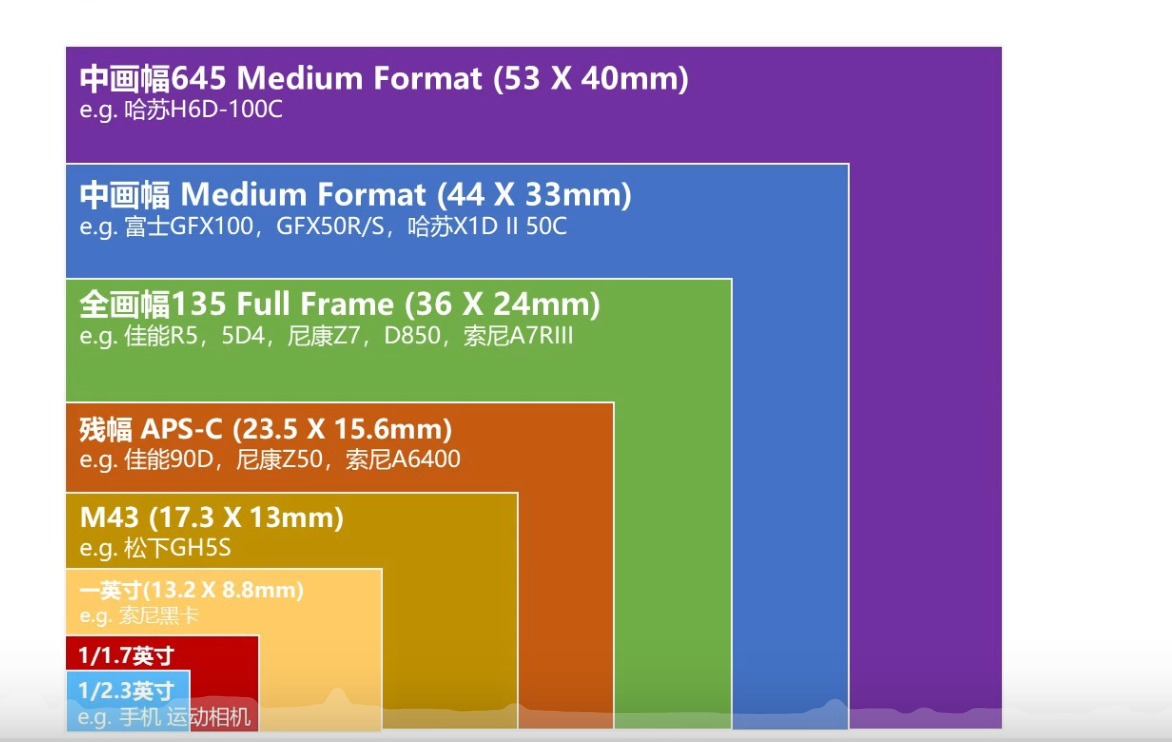 中画幅645 Medium Format (53 X 40mm)
e.g. 哈苏H6D-100C
中画幅 Medium Format (44 X 33mm)
e.g. 富士GFX100，GFX50R/S，哈苏X1D II 50C
全画幅135 Full Frame (36 X 24mm)
e.g. 佳能R5，5D4，尼康Z7，D850，索尼A7RIII
残幅 APS-C (23.5 X 15.6mm)
e.g. 佳能90D，尼康Z50，索尼A6400
M43 (17.3 X 13mm)
e.g. 松下GH5S
一英寸(13.2 X 8.8mm)
e.g. 索尼黑卡
1/1.7英寸
1/2.3英寸
e.g. 手机 运动相机